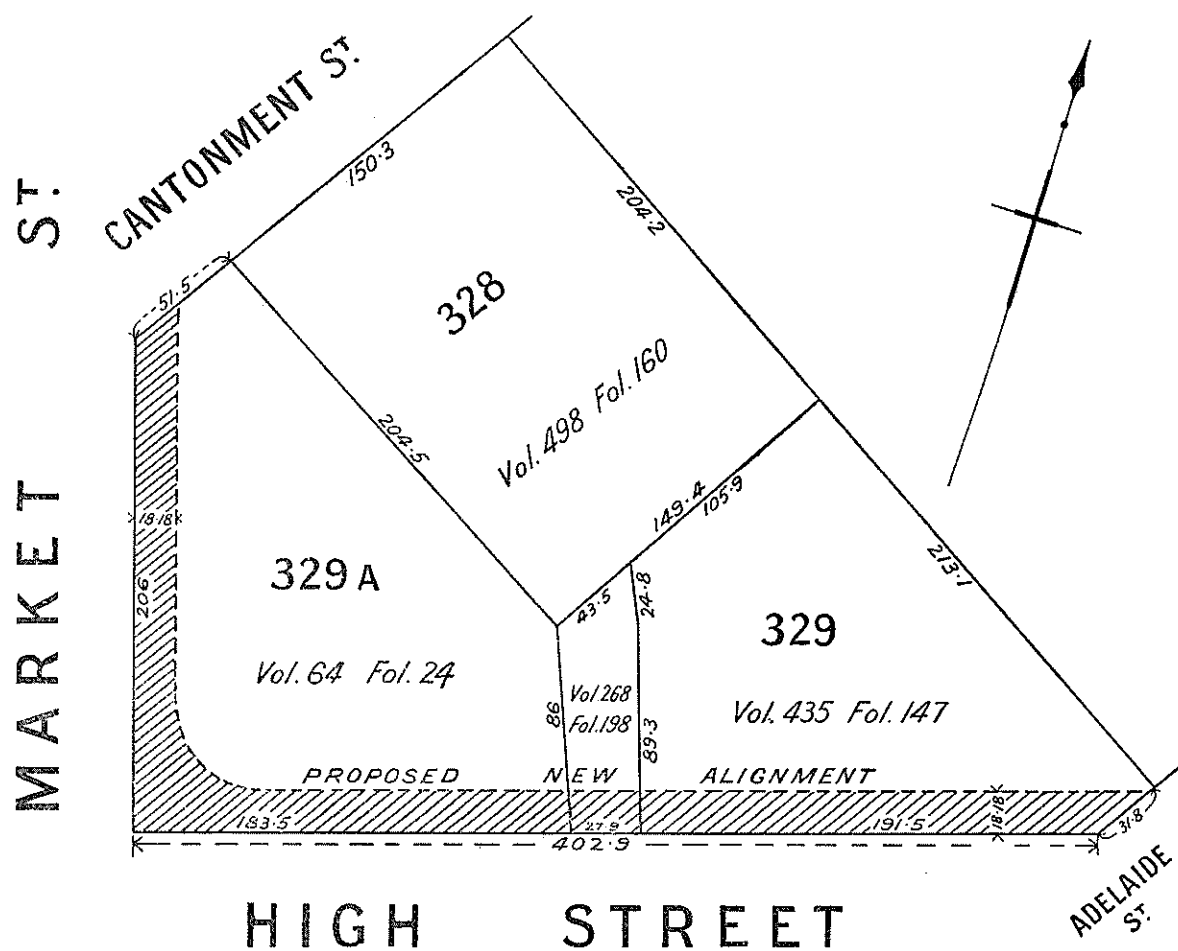 CANTONMENT ST.
MARKET ST.
150·3
51·5
204·2
328
Vol. 498 Fol. 160
204·5
149·4
105·9
213·1
18·18
206
329A
Vol. 64 Fol. 24
43·5
24·8
329
Vol. 435 Fol. 147
86
Vol. 268
Fol. 198
89·3
PROPOSED NEW ALIGNMENT
183·5
27·9
191·5
18·18
31·8
402·9
ADELAIDE
ST.
HIGH STREET